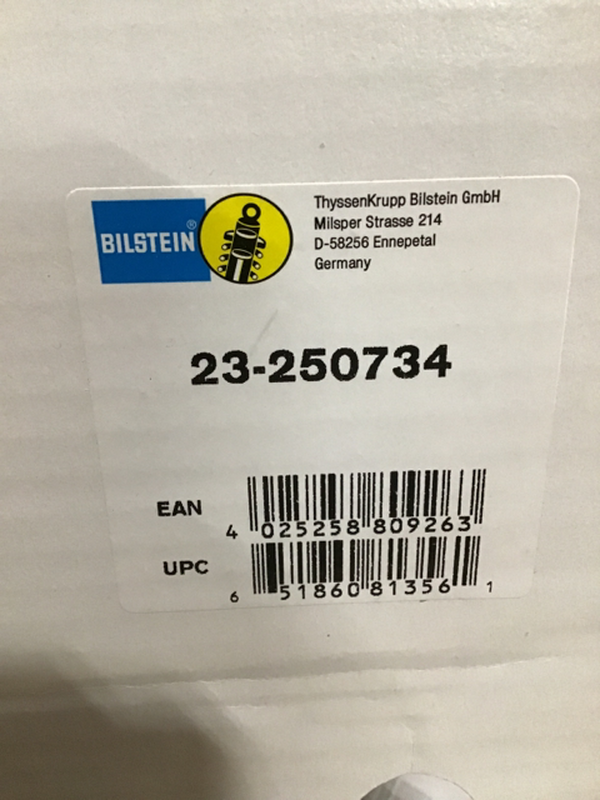 BILSTEIN®
ThyssenKrupp Bilstein GmbH
Milsper Strasse 214
D-58256 Ennepetal
Germany
23-250734
EAN
4 025258 809263
UPC
6 51860 81356 1